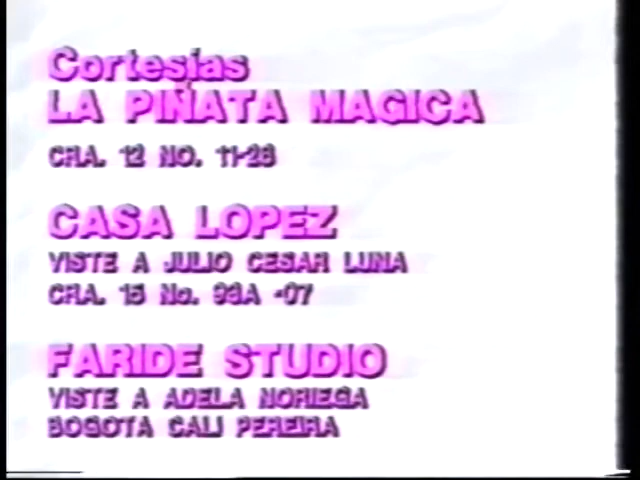 Cortesías
LA PIÑATA MAGICA
CRA. 12 NO. 11-28
CASA LOPEZ
VISTE A JULIO CESAR LUNA
CRA. 15 No. 93A -07
FARIDE STUDIO
VISTE A ADELA NORIEGA
BOGOTA CALI PEREIRA